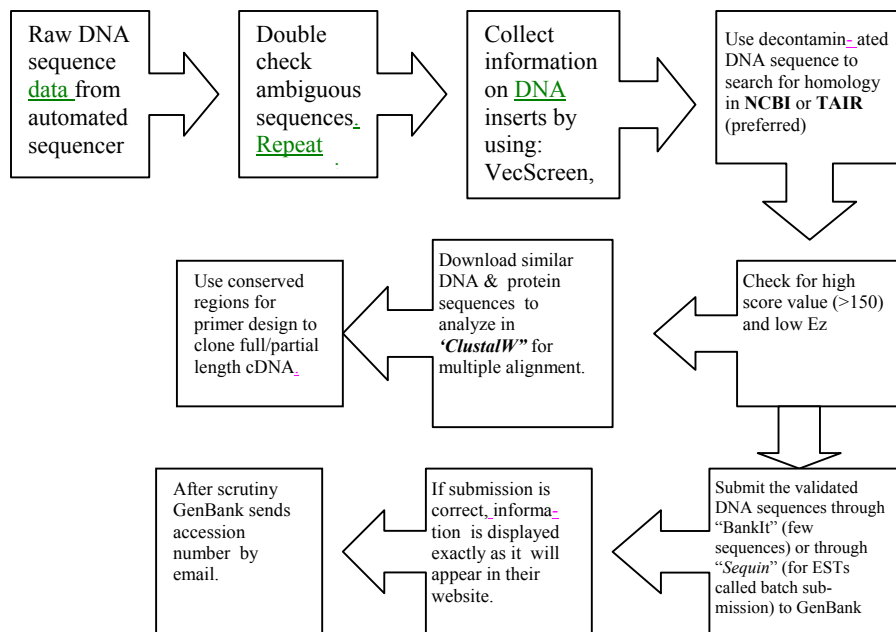 Raw DNA
sequence
data from
automated
sequencer
Double
check
ambiguous
sequences.
Repeat
.
Collect
information
on DNA
inserts by
using:
VecScreen,
Use decontamin-_ated
DNA sequence to
search for homology
in NCBI or TAIR
(preferred)
Check for high
score value (>150)
and low Ez
Download similar
DNA & protein
sequences to
analyze in
‘ClustalW” for
multiple alignment.
Use conserved
regions for
primer design to
clone full/partial
length cDNA.
Submit the validated
DNA sequences through
“BankIt” (few
sequences) or through
“Sequin” (for ESTs
called batch sub-
mission) to GenBank
If submission is
correct, informa-
tion is displayed
exactly as it will
appear in their
website.
After scrutiny
GenBank sends
accession
number by
email.